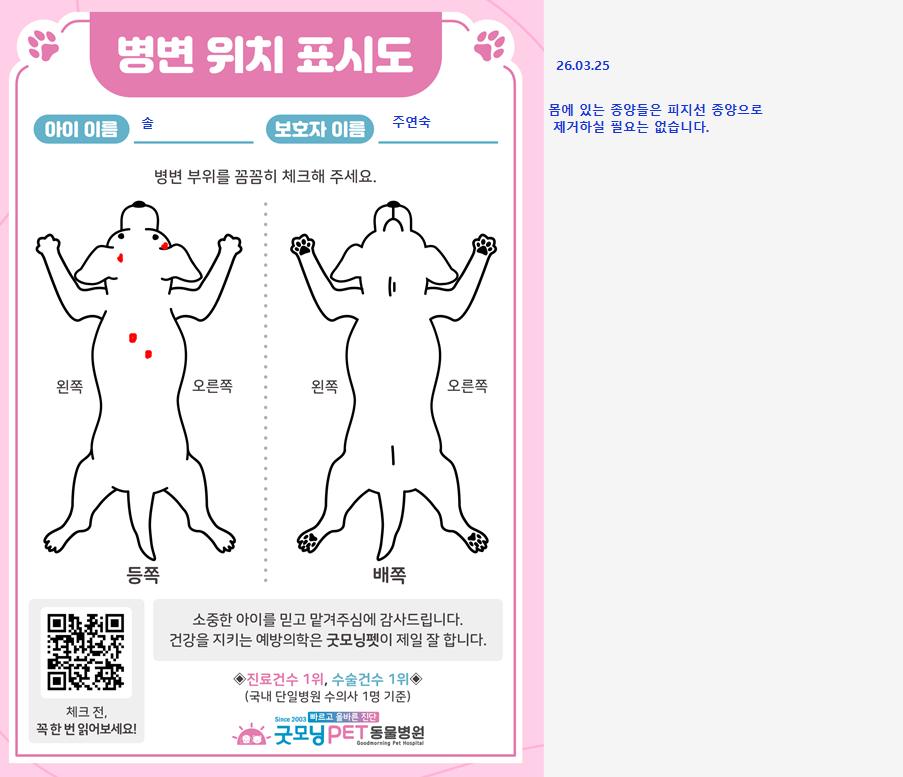 병변 위치 표시도
26.03.25
몸에 있는 종양들은 피지선 종양으로
제거하실 필요는 없습니다.
아이 이름 솔 보호자 이름 주연숙
병변 부위를 꼼꼼히 체크해 주세요.
왼쪽 오른쪽 왼쪽 오른쪽
등쪽 배쪽
소중한 아이를 믿고 맡겨주심에 감사드립니다.
건강을 지키는 예방의학은 굿모닝펫이 제일 잘 합니다.
◈진료건수 1위, 수술건수 1위◈
(국내 단일병원 수의사 1명 기준)
체크 전,
꼭 한 번 읽어보세요!
Since 2003 빠르고 올바른 진단
굿모닝PET동물병원
Goodmorning Pet Hospital